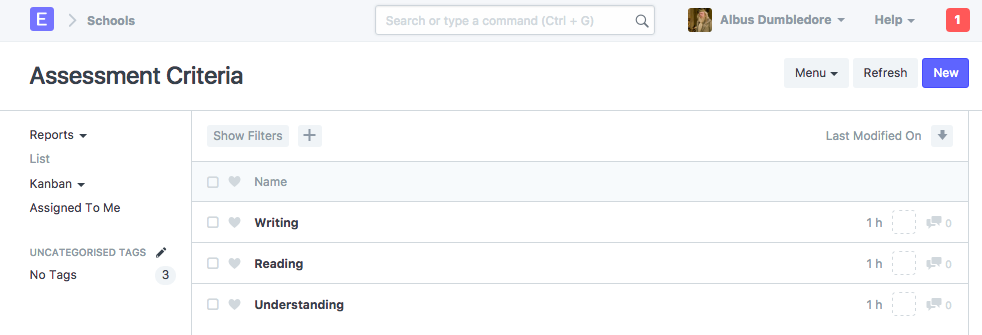 E Schools Search or type a command (Ctrl + G) Albus Dumbledore Help 1
Assessment Criteria Menu Refresh New
Reports
List
Kanban
Assigned To Me
UNCATEGORISED TAGS
No Tags 3
Show Filters Last Modified On
Name
Writing 1 h 0
Reading 1 h 0
Understanding 1 h 0